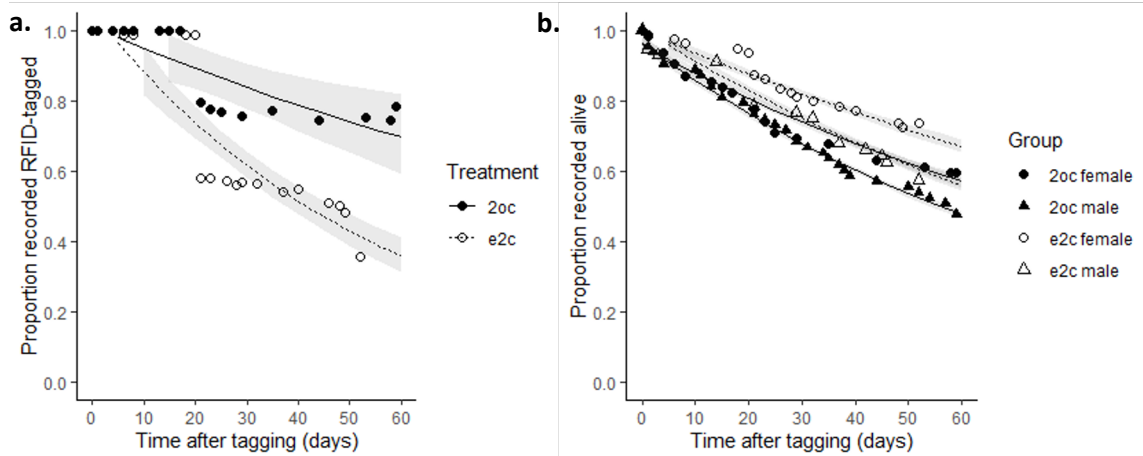 a.
Proportion recorded RFID-tagged
1.0
0.8
0.6
0.4
0.2
0.0
0 10 20 30 40 50 60
Time after tagging (days)
Treatment
2oc
e2c
b.
Proportion recorded alive
1.0
0.8
0.6
0.4
0.2
0.0
0 10 20 30 40 50 60
Time after tagging (days)
Group
2oc female
2oc male
e2c female
e2c male